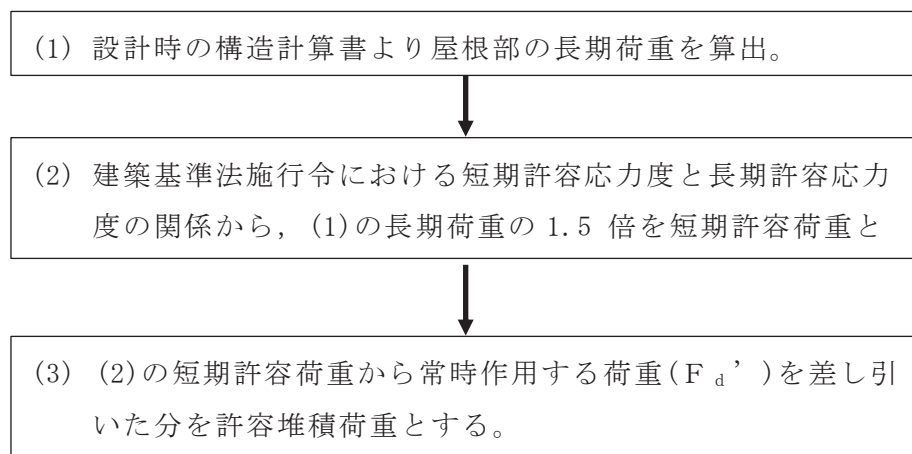 (1) 設計時の構造計算書より屋根部の長期荷重を算出。
(2) 建築基準法施行令における短期許容応力度と長期許容応力
度の関係から, (1)の長期荷重の 1.5 倍を短期許容荷重と
(3) (2)の短期許容荷重から常時作用する荷重(Fd’)を差し引
いた分を許容堆積荷重とする。